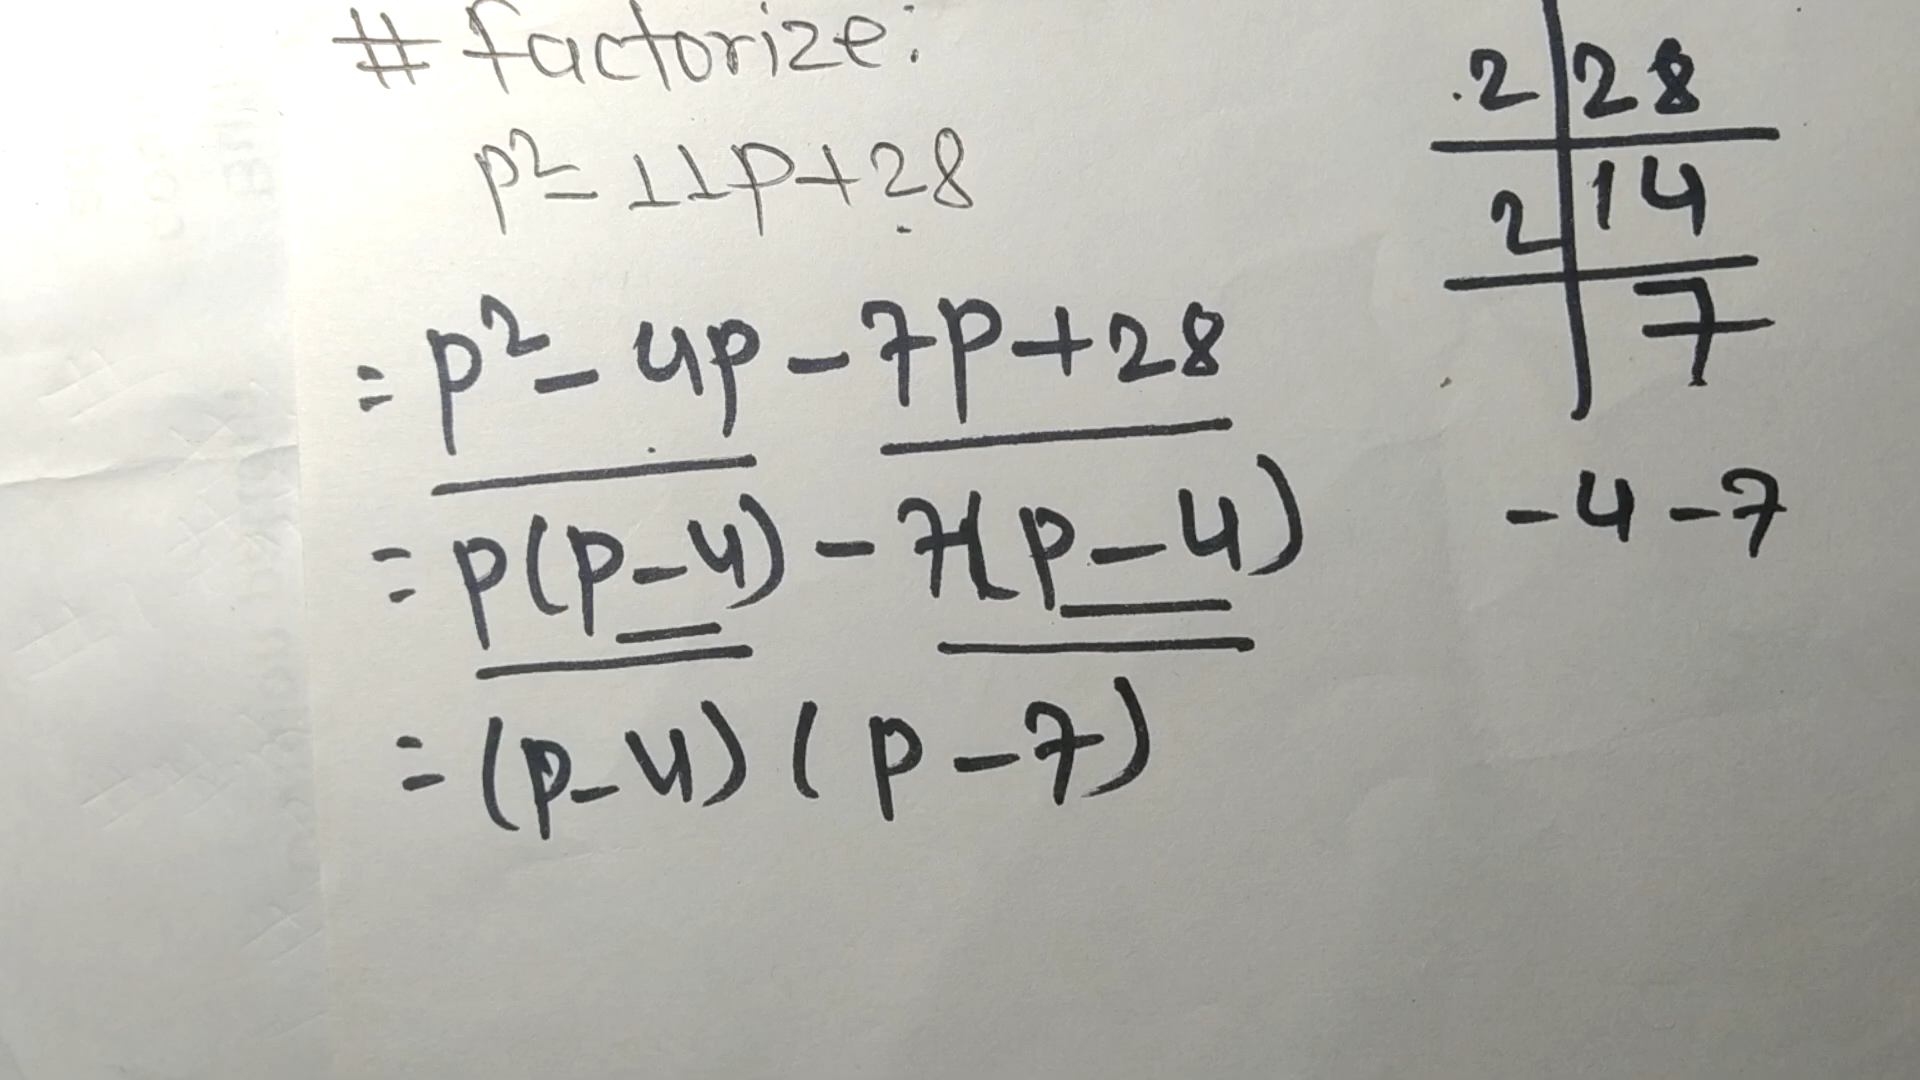 # factorize:
p² - 11p + 28
= p² - 4p - 7p + 28
= p(p - 4) - 7(p - 4)
= (p - 4) ( p - 7)
2 | 28
2 | 14
7
- 4 - 7